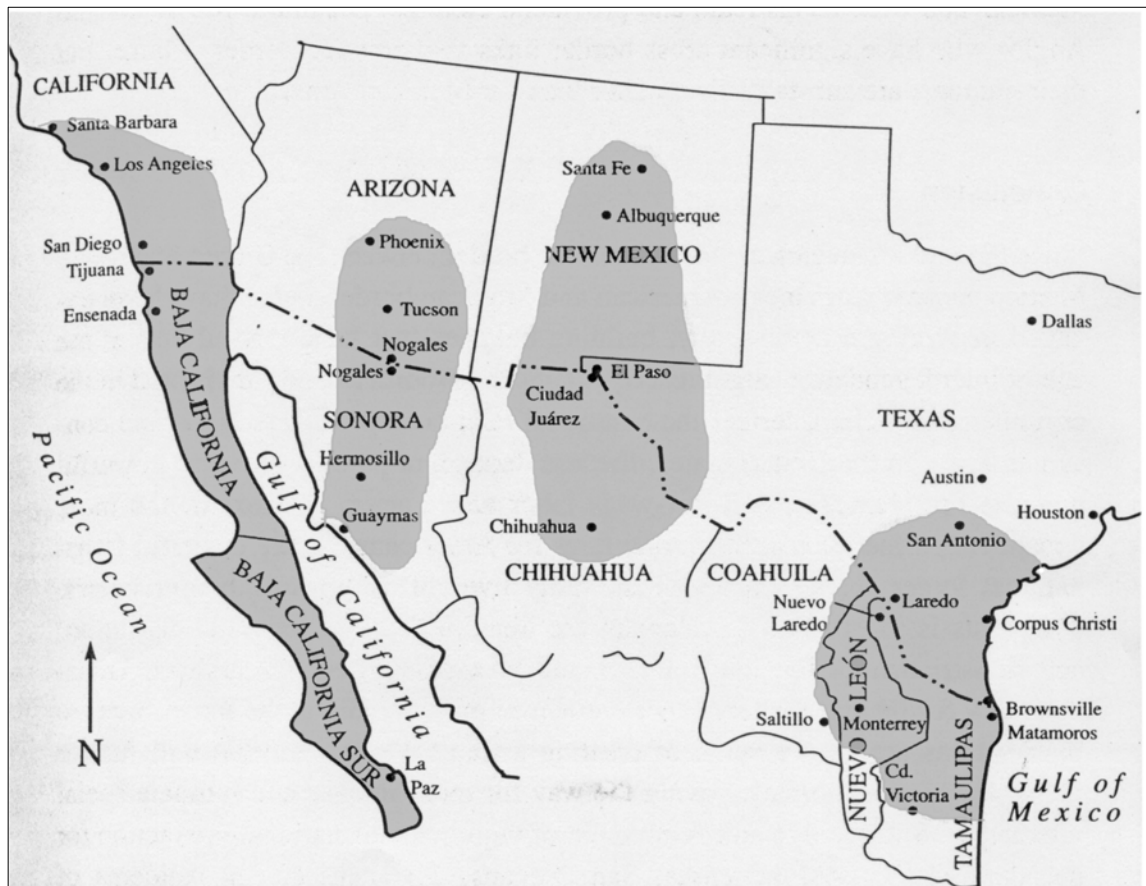 CALIFORNIA
Santa Barbara
Los Angeles
San Diego
Tijuana
Ensenada
BAJA CALIFORNIA
BAJA CALIFORNIA SUR
La
Paz
Pacific Ocean
N
Gulf of California
ARIZONA
Phoenix
Tucson
Nogales
Nogales
SONORA
Hermosillo
Guaymas
Santa Fe
Albuquerque
NEW MEXICO
El Paso
Ciudad
Juárez
Chihuahua
CHIHUAHUA
Dallas
TEXAS
Austin
Houston
San Antonio
COAHUILA
Nuevo
Laredo
Laredo
Corpus Christi
NUEVO LEÓN
Saltillo
Monterrey
Brownsville
Matamoros
Cd.
Victoria
TAMAULIPAS
Gulf of
Mexico